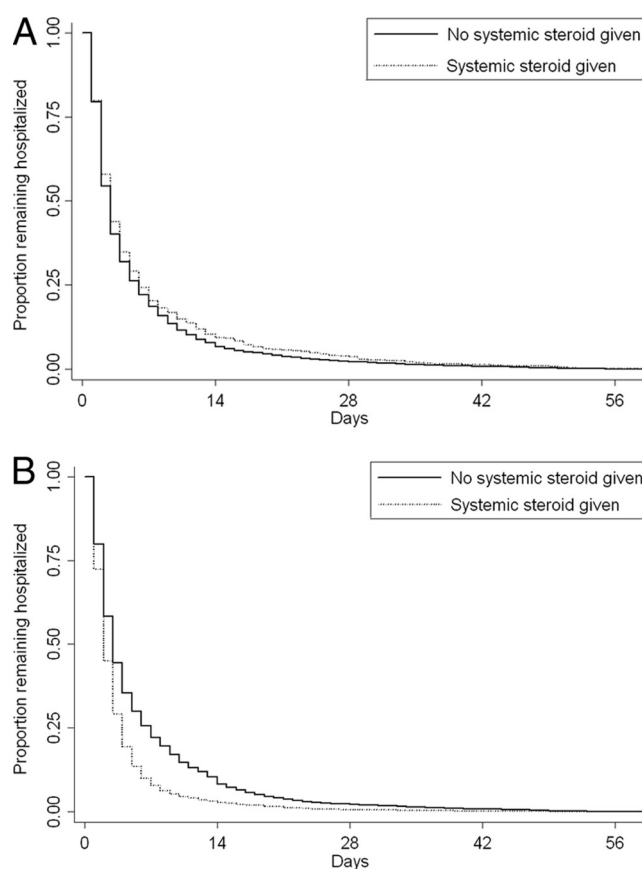 A
No systemic steroid given
Systemic steroid given
Proportion remaining hospitalized
1.00
0.75
0.50
0.25
0.00
0 14 28 42 56
Days
B
No systemic steroid given
Systemic steroid given
Proportion remaining hospitalized
1.00
0.75
0.50
0.25
0.00
0 14 28 42 56
Days